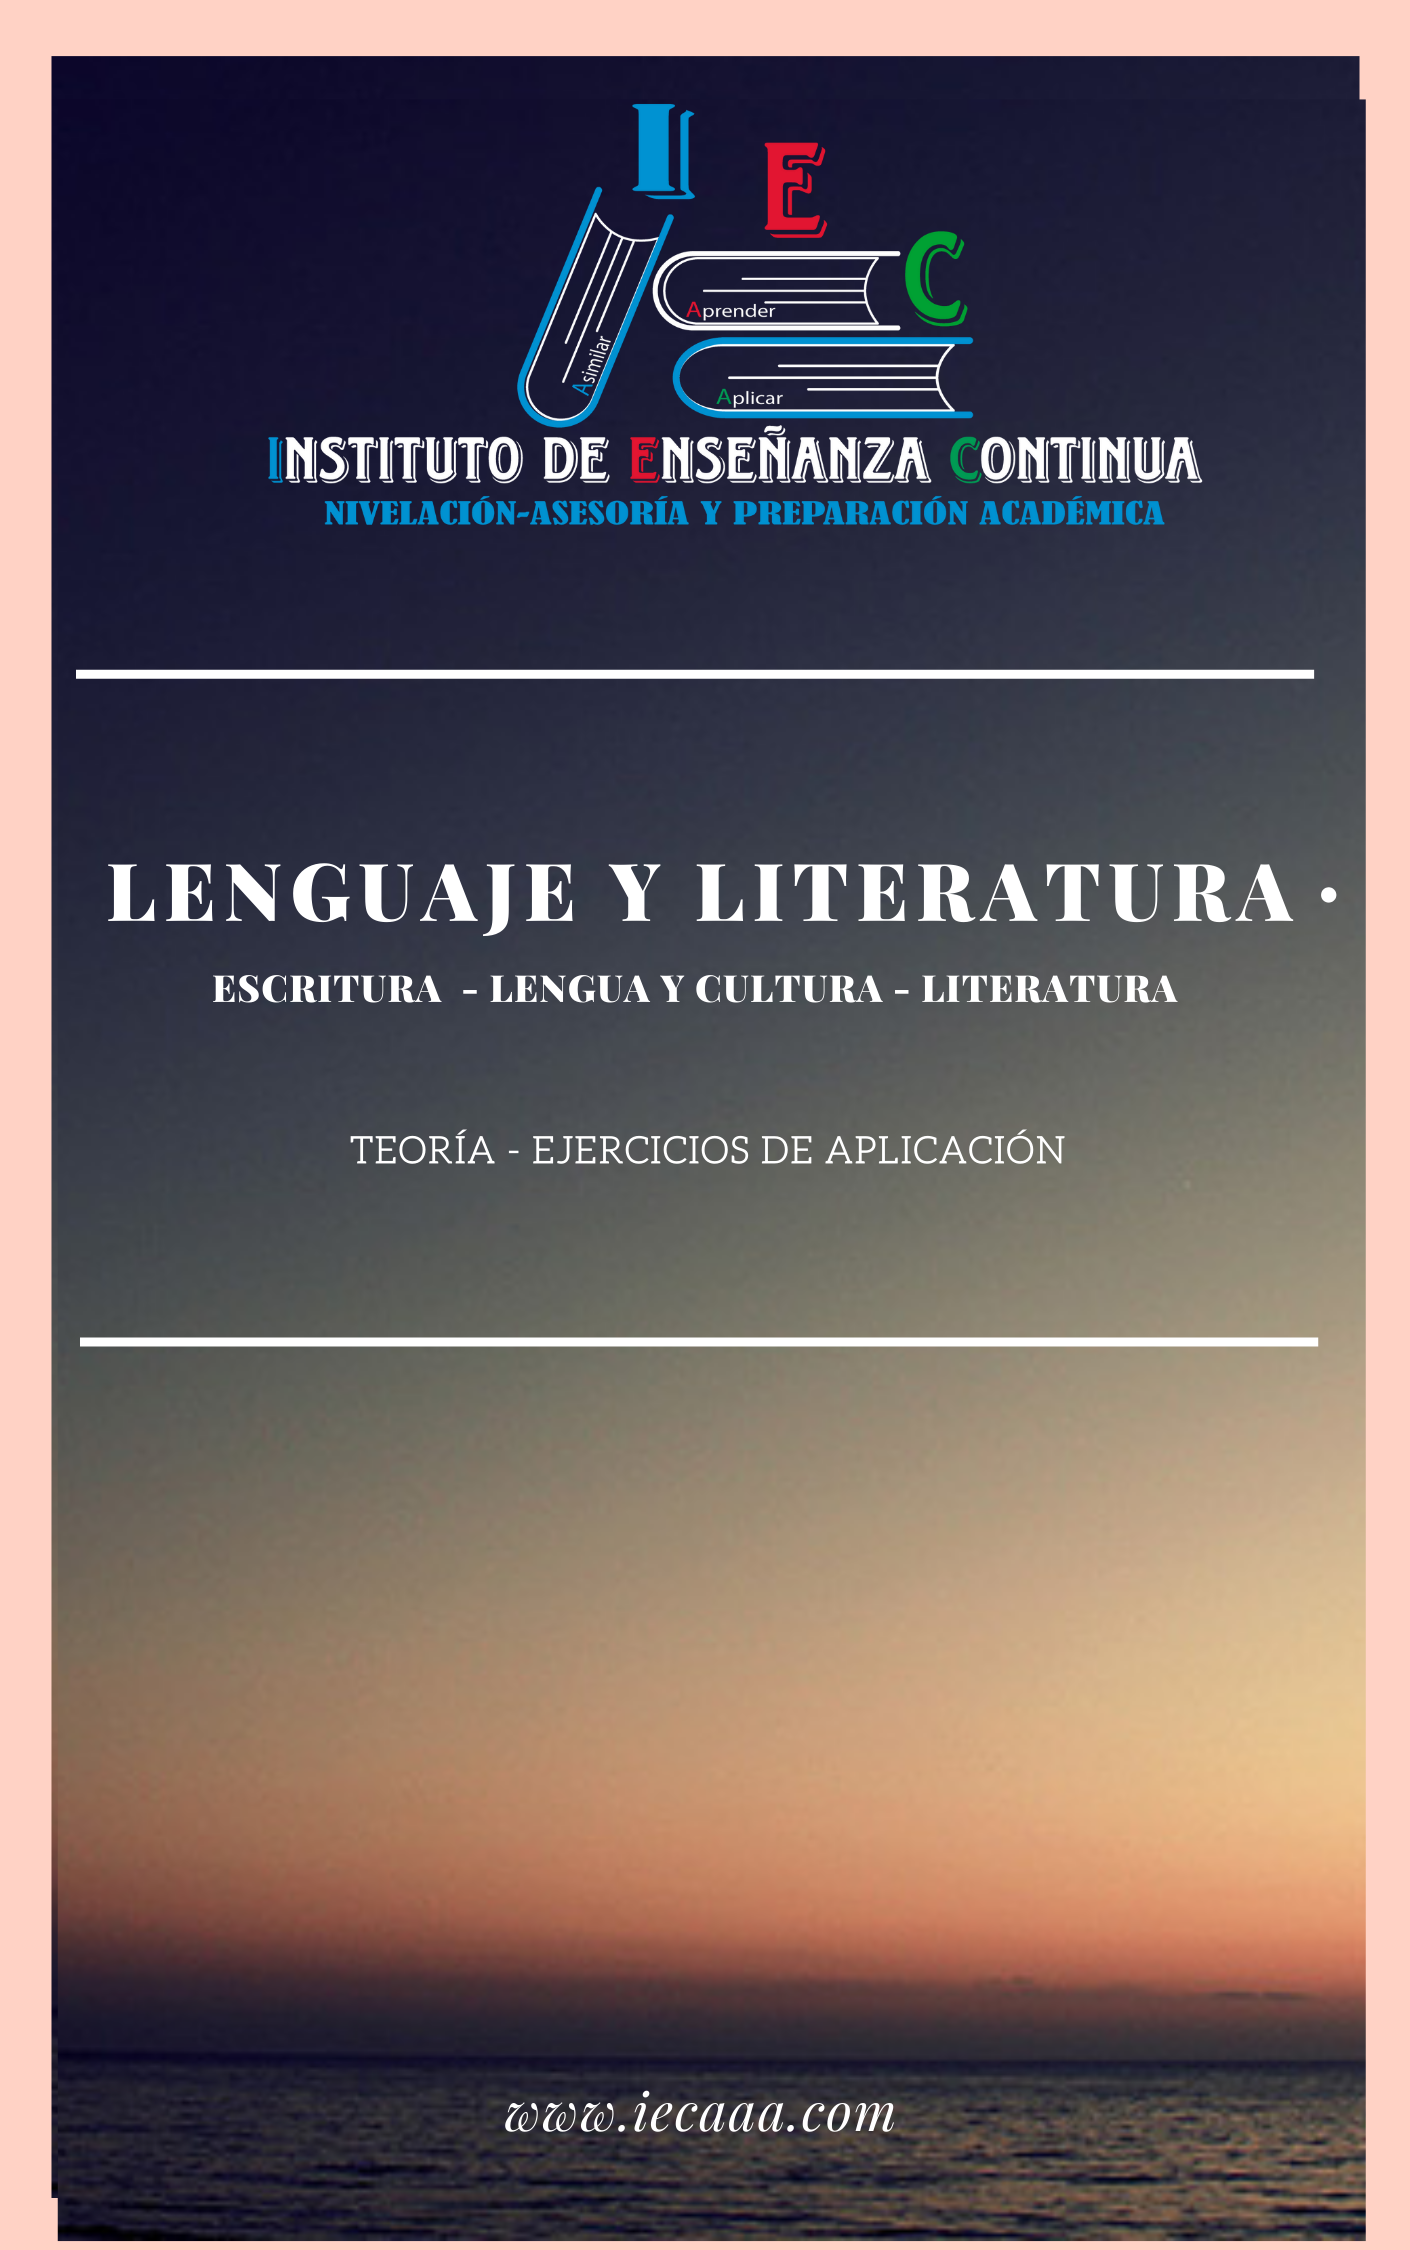 I E C
Asimilar
Aprender
Aplicar
INSTITUTO DE ENSEÑANZA CONTINUA
NIVELACIÓN-ASESORÍA Y PREPARACIÓN ACADÉMICA
LENGUAJE Y LITERATURA •
ESCRITURA - LENGUA Y CULTURA - LITERATURA
TEORÍA - EJERCICIOS DE APLICACIÓN
www.iecaaa.com